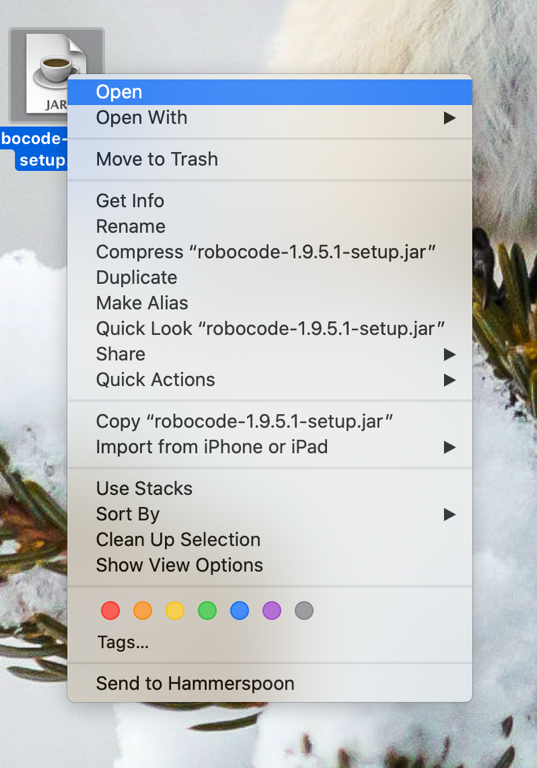 JAR
bocode-
setup
Open
Open With
Move to Trash
Get Info
Rename
Compress “robocode-1.9.5.1-setup.jar”
Duplicate
Make Alias
Quick Look “robocode-1.9.5.1-setup.jar”
Share
Quick Actions
Copy “robocode-1.9.5.1-setup.jar”
Import from iPhone or iPad
Use Stacks
Sort By
Clean Up Selection
Show View Options
Tags...
Send to Hammerspoon